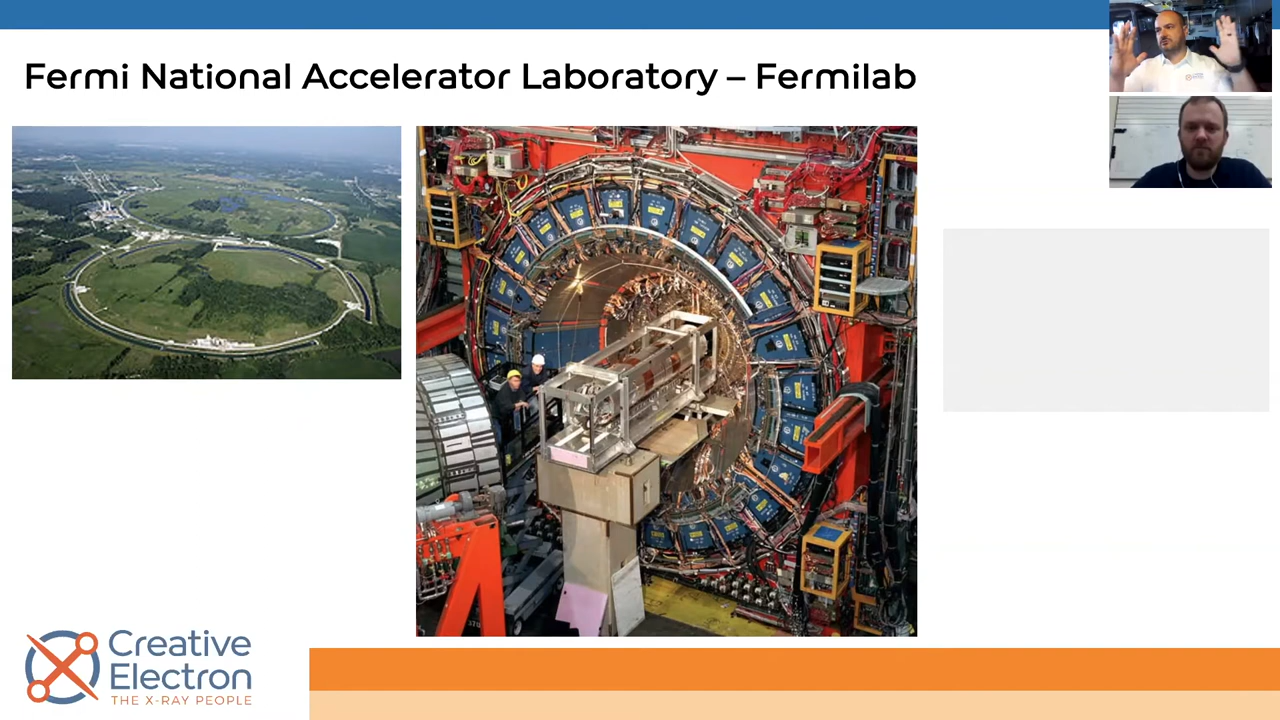 Fermi National Accelerator Laboratory – Fermilab
Creative
Electron
THE X-RAY PEOPLE